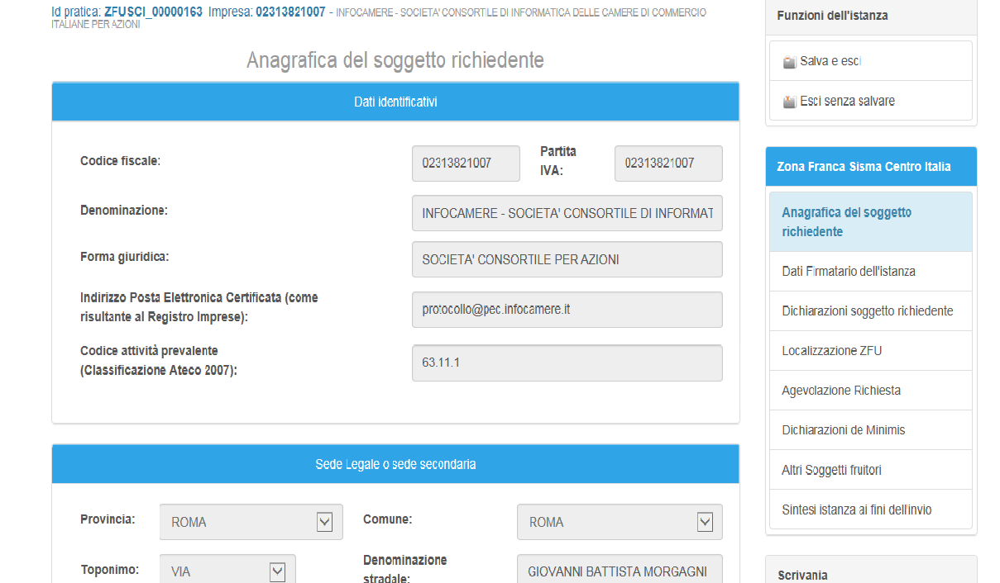 Id pratica: ZFUSCI_00000163 Impresa: 02313821007 - INFOCAMERE - SOCIETA' CONSORTILE DI INFORMATICA DELLE CAMERE DI COMMERCIO
ITALIANE PER AZIONI
Anagrafica del soggetto richiedente
Dati identificativi
Codice fiscale:
02313821007
Partita
IVA:
02313821007
Denominazione:
INFOCAMERE - SOCIETA' CONSORTILE DI INFORMAT
Forma giuridica:
SOCIETA' CONSORTILE PER AZIONI
Indirizzo Posta Elettronica Certificata (come
risultante al Registro Imprese):
protocollo@pec.infocamere.it
Codice attività prevalente
(Classificazione Ateco 2007):
63.11.1
Sede Legale o sede secondaria
Provincia:
ROMA
Comune:
ROMA
Toponimo:
VIA
Denominazione
stradale:
GIOVANNI BATTISTA MORGAGNI
Funzioni dell'istanza
Salva e esci
Esci senza salvare
Zona Franca Sisma Centro Italia
Anagrafica del soggetto
richiedente
Dati Firmatario dell'istanza
Dichiarazioni soggetto richiedente
Localizzazione ZFU
Agevolazione Richiesta
Dichiarazioni de Minimis
Altri Soggetti fruitori
Sintesi istanza ai fini dell'invio
Scrivania